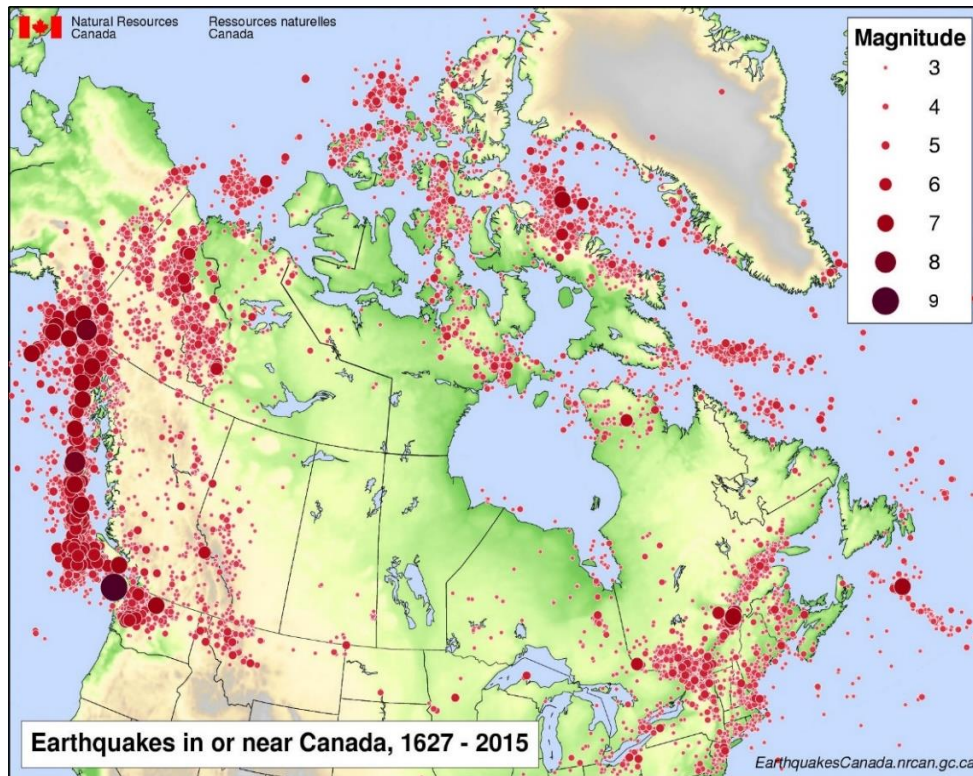 Natural Resources Ressources naturelles
Canada Canada
Magnitude
3
4
5
6
7
8
9
Earthquakes in or near Canada, 1627 - 2015
EarthquakesCanada.nrcan.gc.ca